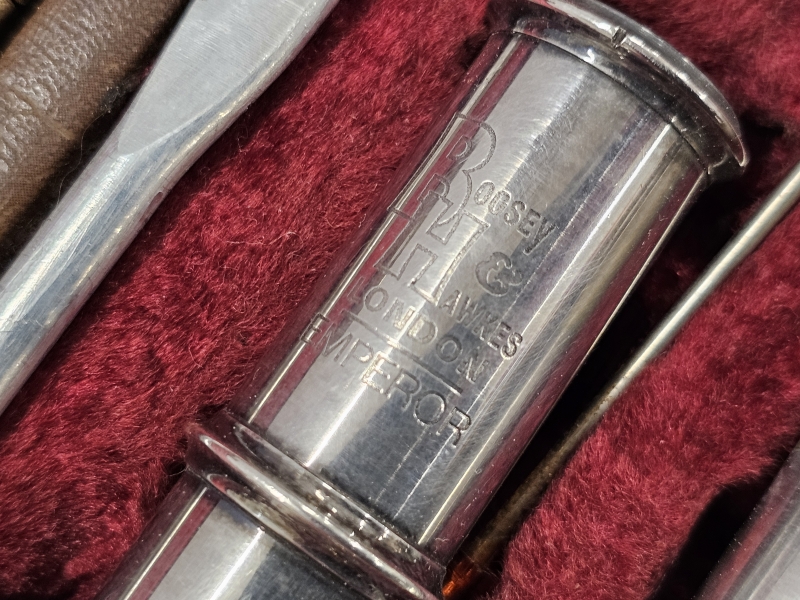 BOOSEY
&
HAWKES
LONDON
EMPEROR